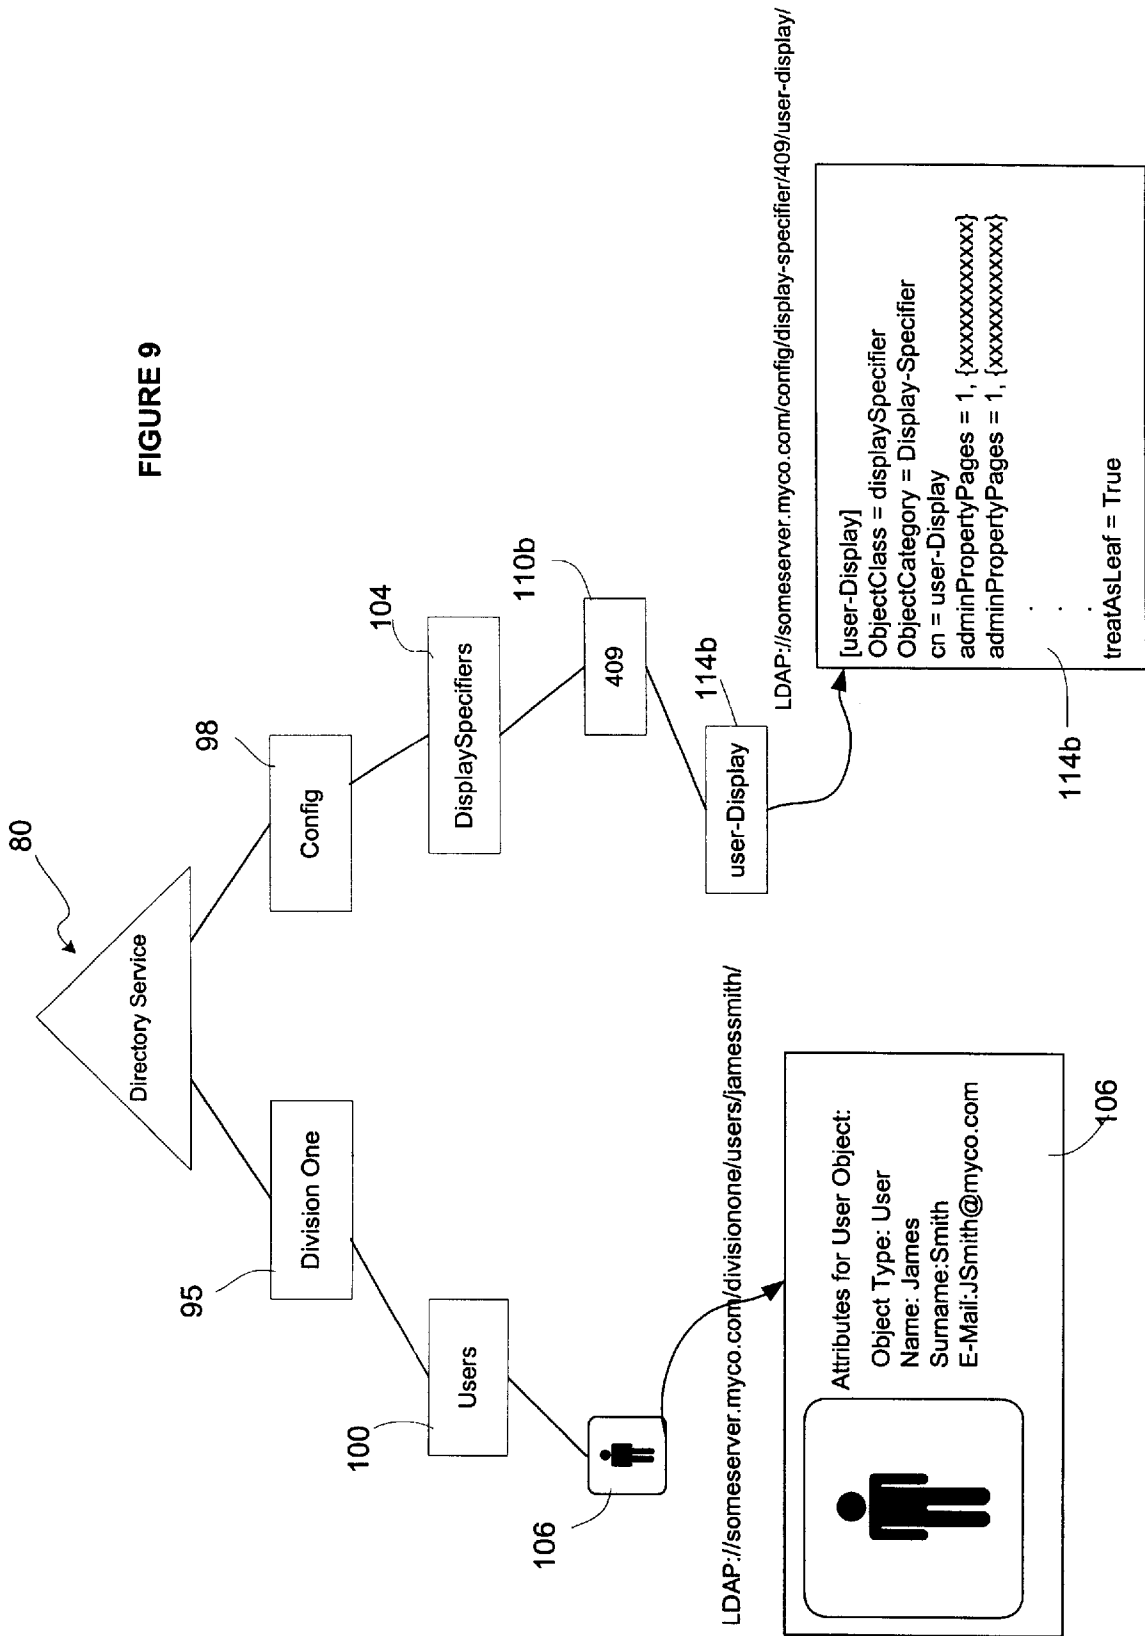 FIGURE 9
80
Directory Service
95
Division One
98
Config
100
Users
104
DisplaySpecifiers
106
110b
409
114b
user-Display
LDAP://someserver.myco.com/divisionone/users/jamessmith/
Attributes for User Object:
Object Type: User
Name: James
Surname:Smith
E-Mail:JSmith@myco.com
106
LDAP://someserver.myco.com/config/display-specifier/409/user-display/
[user-Display]
ObjectClass = displaySpecifier
ObjectCategory = Display-Specifier
cn = user-Display
adminPropertyPages = 1, {xxxxxxxxxxx}
adminPropertyPages = 1, {xxxxxxxxxxx}
.
.
.
treatAsLeaf = True
114b